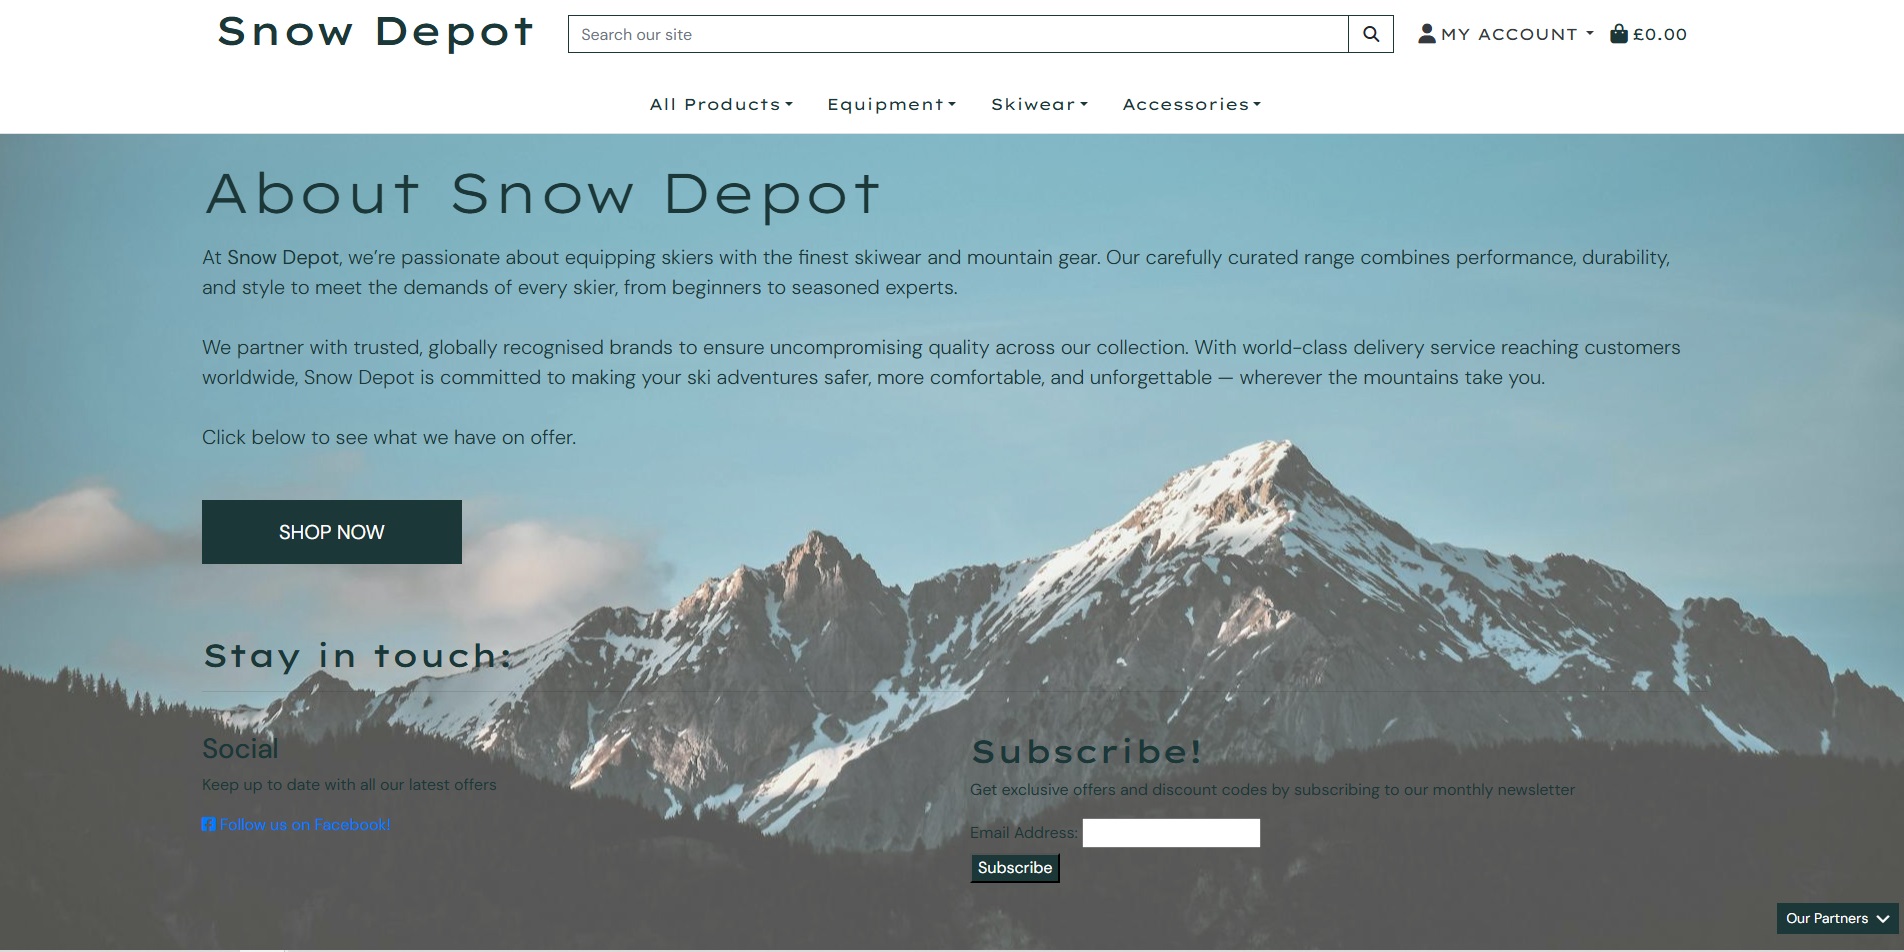 Snow Depot
Search our site
MY ACCOUNT
£0.00
All Products
Equipment
Skiwear
Accessories
About Snow Depot
At Snow Depot, we’re passionate about equipping skiers with the finest skiwear and mountain gear. Our carefully curated range combines performance, durability,
and style to meet the demands of every skier, from beginners to seasoned experts.
We partner with trusted, globally recognised brands to ensure uncompromising quality across our collection. With world-class delivery service reaching customers
worldwide, Snow Depot is committed to making your ski adventures safer, more comfortable, and unforgettable — wherever the mountains take you.
Click below to see what we have on offer.
SHOP NOW
Stay in touch:
Social
Keep up to date with all our latest offers
Follow us on Facebook!
Subscribe!
Get exclusive offers and discount codes by subscribing to our monthly newsletter
Email Address:
Subscribe
Our Partners